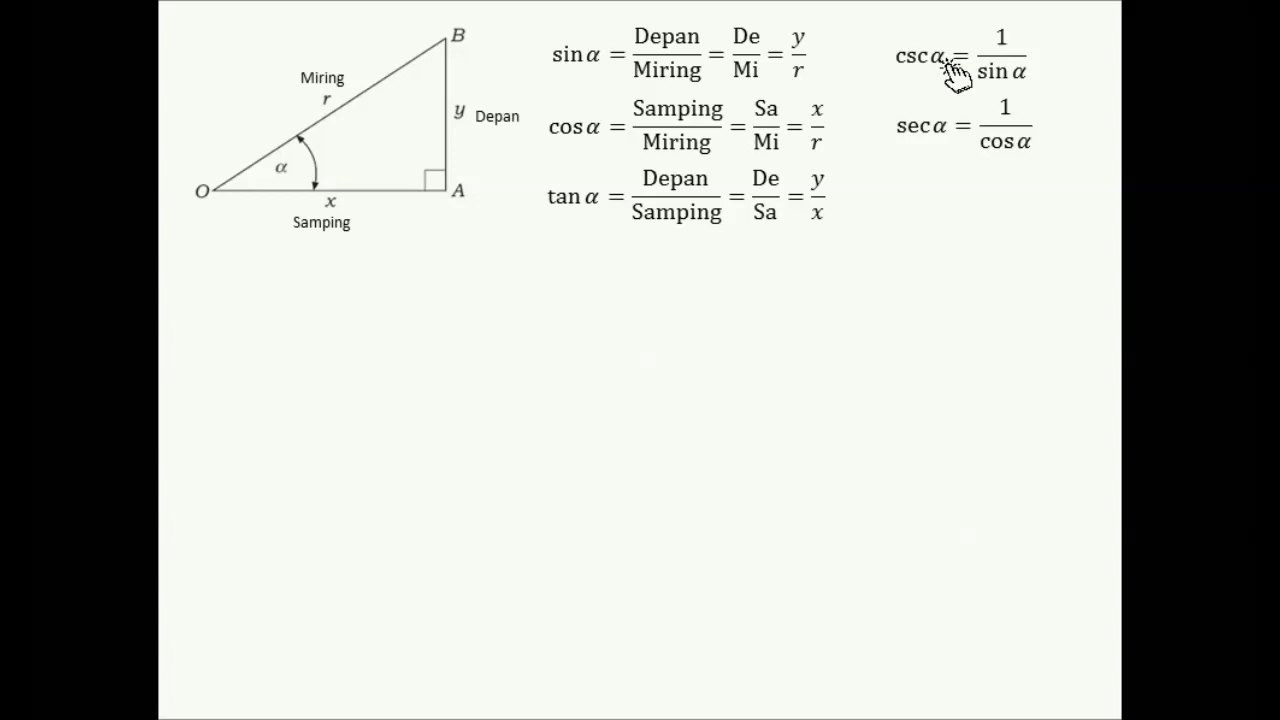 B
Miring
r
y Depan
α
O
x
A
Samping
sin α = Depan/Miring = De/Mi = y/r
cos α = Samping/Miring = Sa/Mi = x/r
tan α = Depan/Samping = De/Sa = y/x
csc α = 1/sin α
sec α = 1/cos α